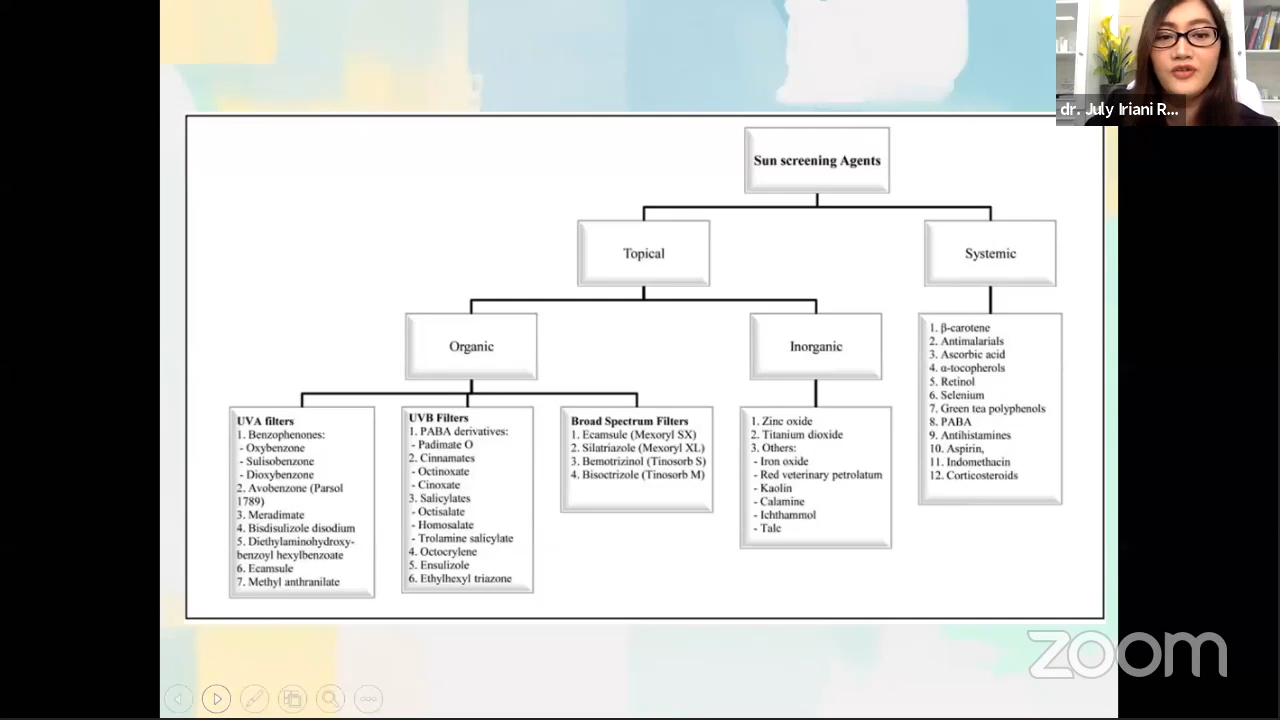 dr. July Iriani R...
Sun screening Agents
Topical
Systemic
Organic
Inorganic
UVA filters
1. Benzophenones:
- Oxybenzone
- Sulisobenzone
- Dioxybenzone
2. Avobenzone (Parsol
1789)
3. Meradimate
4. Bisdisulizole disodium
5. Diethylaminohydroxy-
benzoyl hexylbenzoate
6. Ecamsule
7. Methyl anthranilate
UVB Filters
1. PABA derivatives:
- Padimate O
2. Cinnamates
- Octinoxate
- Cinoxate
3. Salicylates
- Octisalate
- Homosalate
- Trolamine salicylate
4. Octocrylene
5. Ensulizole
6. Ethylhexyl triazone
Broad Spectrum Filters
1. Ecamsule (Mexoryl SX)
2. Silatriazole (Mexoryl XL)
3. Bemotrizinol (Tinosorb S)
4. Bisoctrizole (Tinosorb M)
1. Zinc oxide
2. Titanium dioxide
3. Others:
- Iron oxide
- Red veterinary petrolatum
- Kaolin
- Calamine
- Ichthammol
- Talc
1. β-carotene
2. Antimalarials
3. Ascorbic acid
4. α-tocopherols
5. Retinol
6. Selenium
7. Green tea polyphenols
8. PABA
9. Antihistamines
10. Aspirin,
11. Indomethacin
12. Corticosteroids
zoom